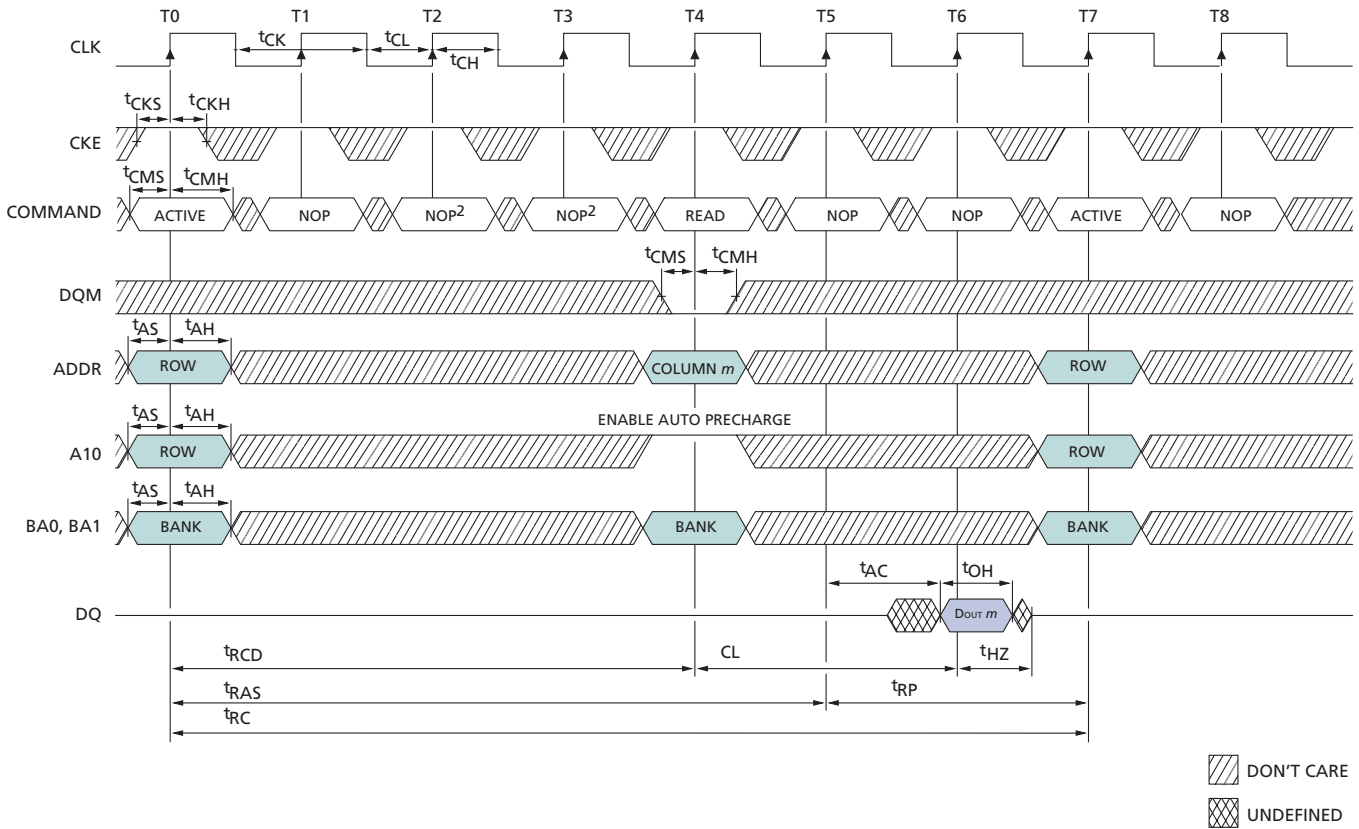 T0 T1 T2 T3 T4 T5 T6 T7 T8
CLK
tCK tCL tCH
tCKS tCKH
CKE
tCMS tCMH
COMMAND ACTIVE NOP NOP2 NOP2 READ NOP NOP ACTIVE NOP
tCMS tCMH
DQM
tAS tAH
ADDR ROW COLUMN m ROW
ENABLE AUTO PRECHARGE
tAS tAH
A10 ROW ROW
tAS tAH
BA0, BA1 BANK BANK BANK
tAC tOH
DQ DOUT m
tRCD CL tHZ
tRAS tRP
tRC
DON'T CARE
UNDEFINED